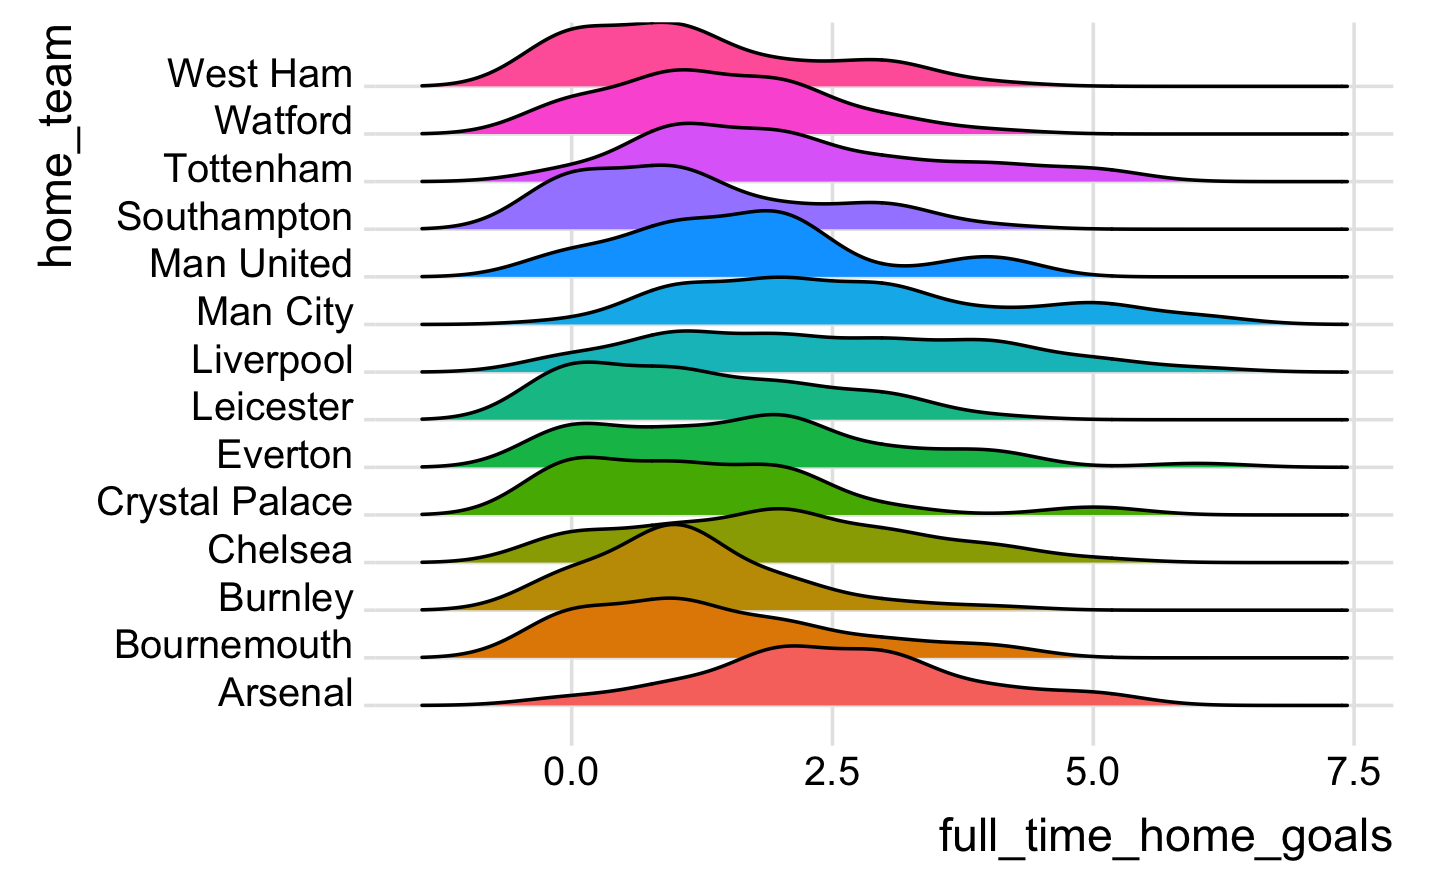 home_team
West Ham
Watford
Tottenham
Southampton
Man United
Man City
Liverpool
Leicester
Everton
Crystal Palace
Chelsea
Burnley
Bournemouth
Arsenal
0.0 2.5 5.0 7.5
full_time_home_goals